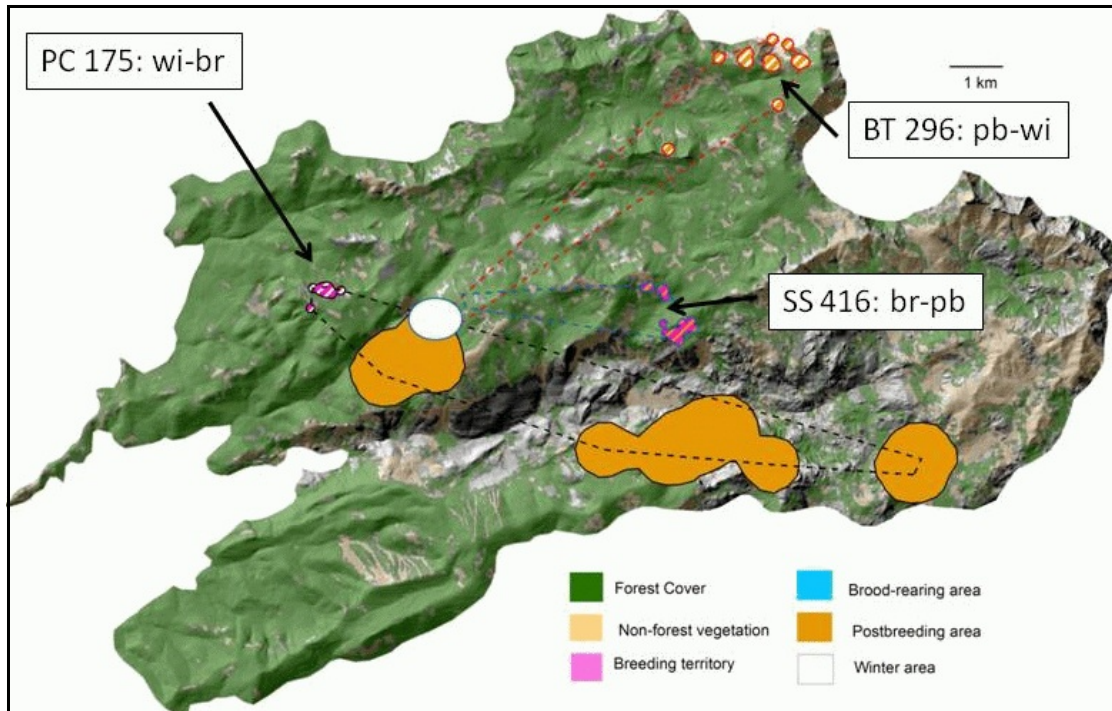 PC 175: wi-br
1 km
BT 296: pb-wi
SS 416: br-pb
Forest Cover
Brood-rearing area
Non-forest vegetation
Postbreeding area
Breeding territory
Winter area